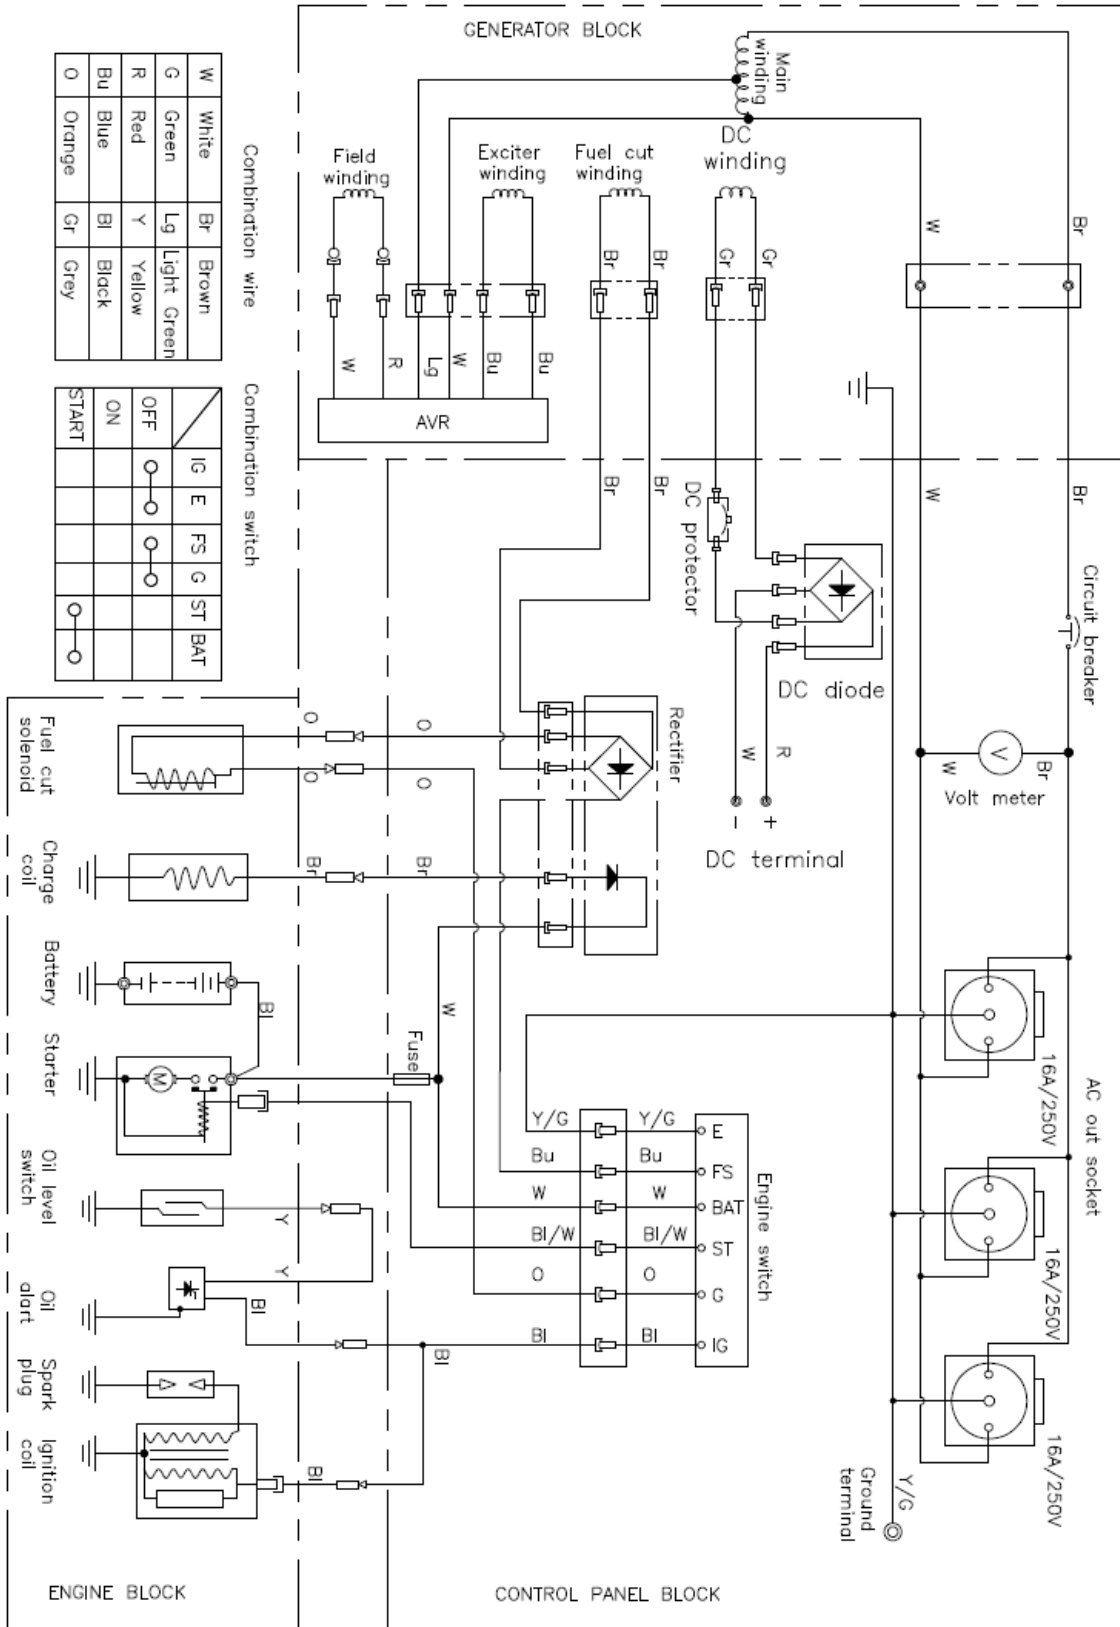 GENERATOR BLOCK
Main
winding
DC
winding
Field
winding
Exciter
winding
Fuel cut
winding
W
Br
Br
Br
Gr
Gr
W
R
Lg
W
Bu
Bu
AVR
Combination wire
W White Br Brown
G Green Lg Light Green
R Red Y Yellow
Bu Blue Bl Black
O Orange Gr Grey
Combination switch
IG E FS G ST BAT
OFF
ON
START
Br
Br
DC protector
W
Br
Circuit breaker
DC diode
Rectifier
W
R
- +
DC terminal
V
W
Br
Volt meter
Fuel cut
solenoid
O
O
O
O
Charge
coil
Br
Br
Battery
Bl
Starter
M
Fuse
W
Oil level
switch
Y
Y
Oil
alart
Bl
Spark
plug
Ignition
coil
Bl
Bl
Y/G Y/G E
Bu Bu FS
W W BAT
Bl/W Bl/W ST
O O G
Bl Bl IG
Engine switch
AC out socket
16A/250V
16A/250V
16A/250V
Y/G
Ground
terminal
ENGINE BLOCK
CONTROL PANEL BLOCK